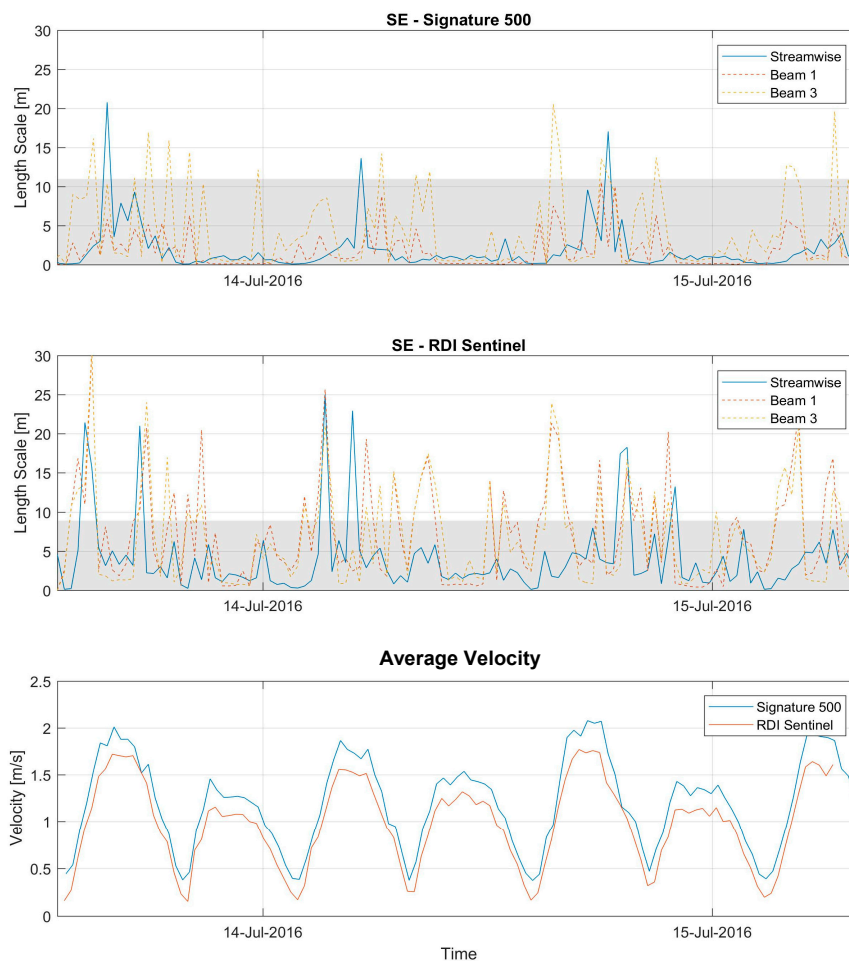 SE - Signature 500
30
25
20
15
10
5
0
Length Scale [m]
Streamwise
Beam 1
Beam 3
14-Jul-2016
15-Jul-2016
SE - RDI Sentinel
30
25
20
15
10
5
0
Length Scale [m]
Streamwise
Beam 1
Beam 3
14-Jul-2016
15-Jul-2016
Average Velocity
2.5
2
1.5
1
0.5
0
Velocity [m/s]
Signature 500
RDI Sentinel
14-Jul-2016
15-Jul-2016
Time